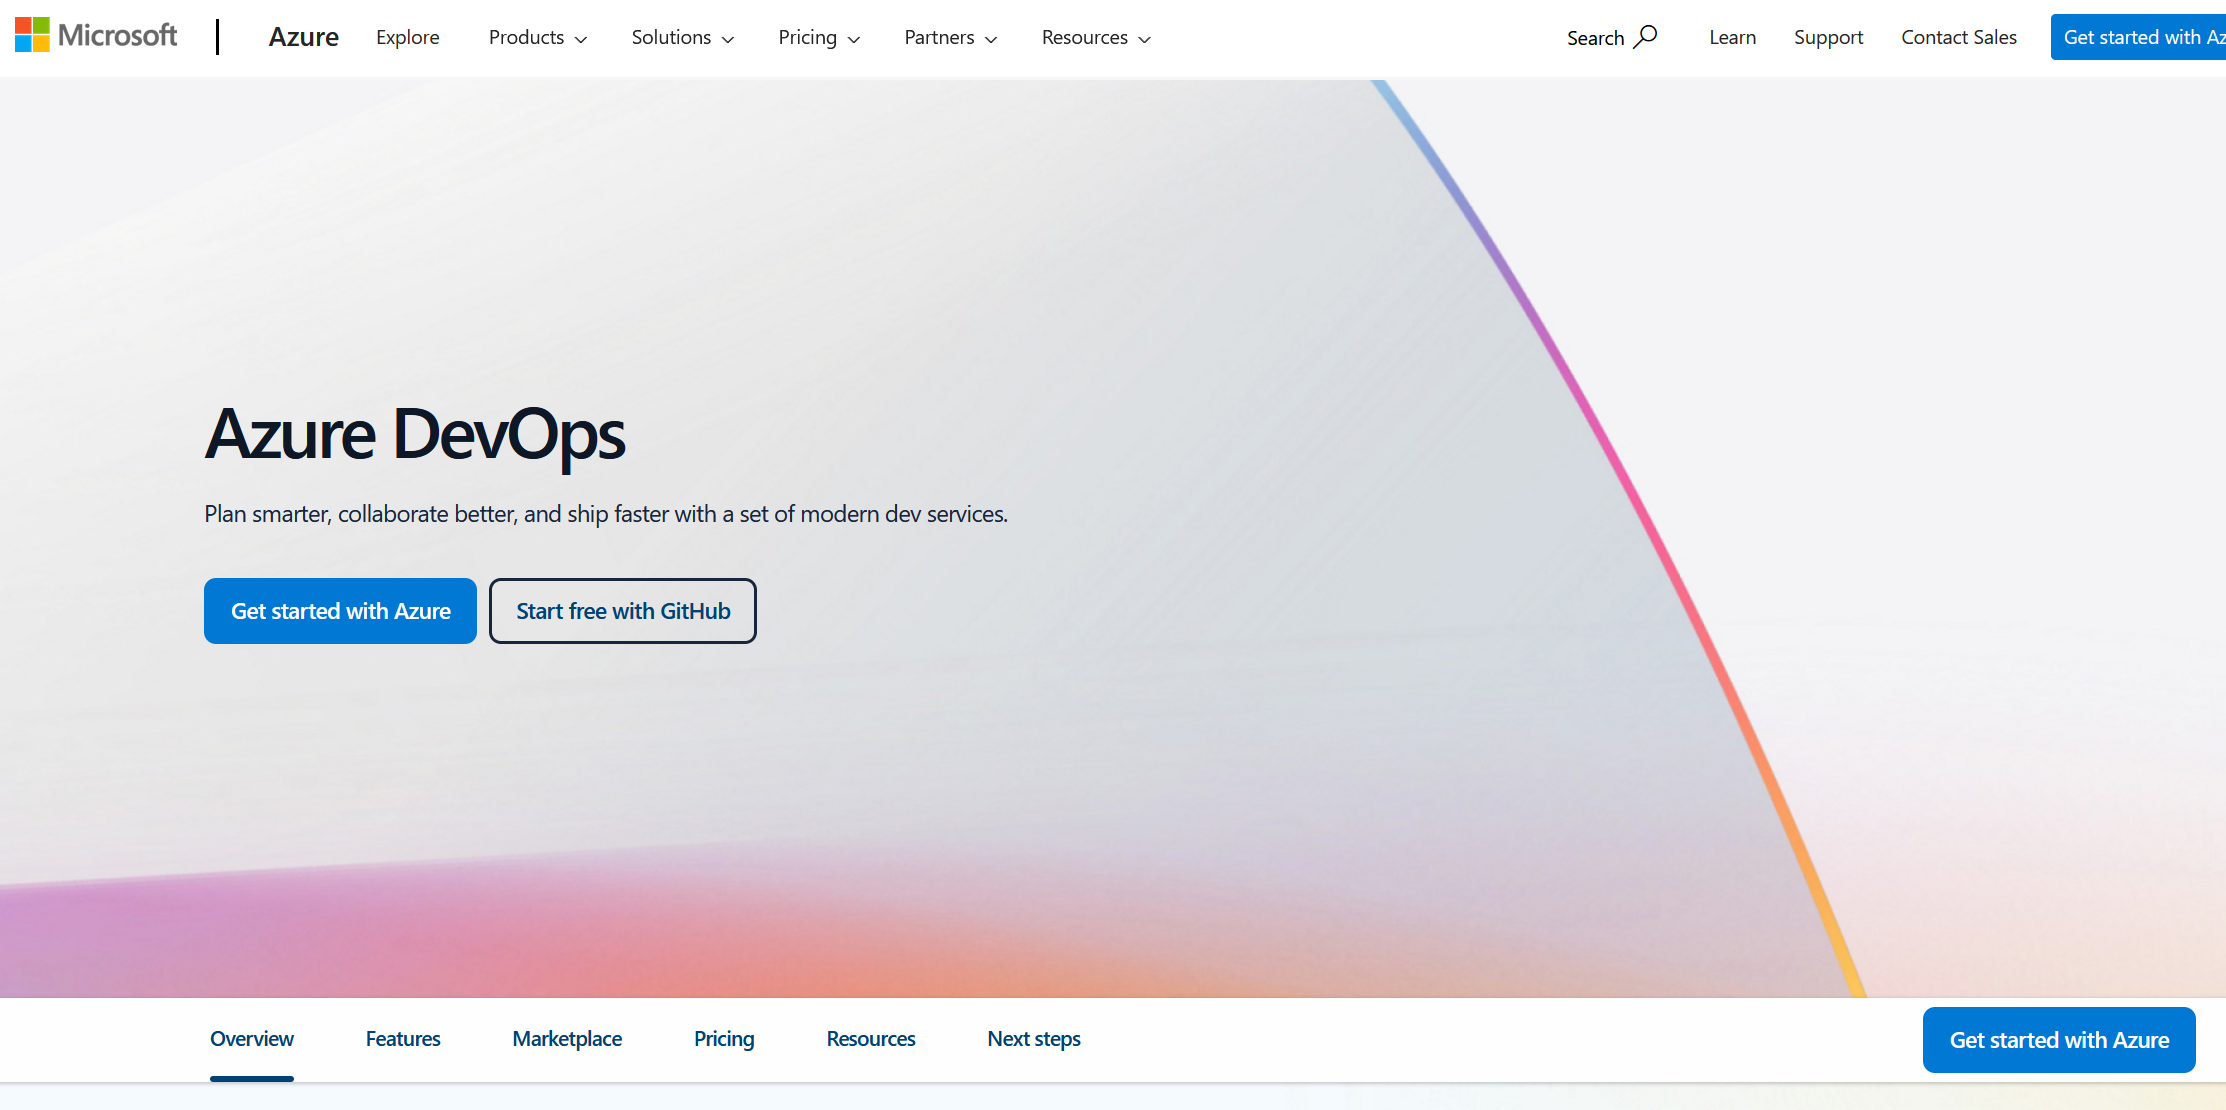 Microsoft Azure Explore Products Solutions Pricing Partners Resources Search Learn Support Contact Sales Get started with Az
Azure DevOps
Plan smarter, collaborate better, and ship faster with a set of modern dev services.
Get started with Azure Start free with GitHub
Overview Features Marketplace Pricing Resources Next steps Get started with Azure